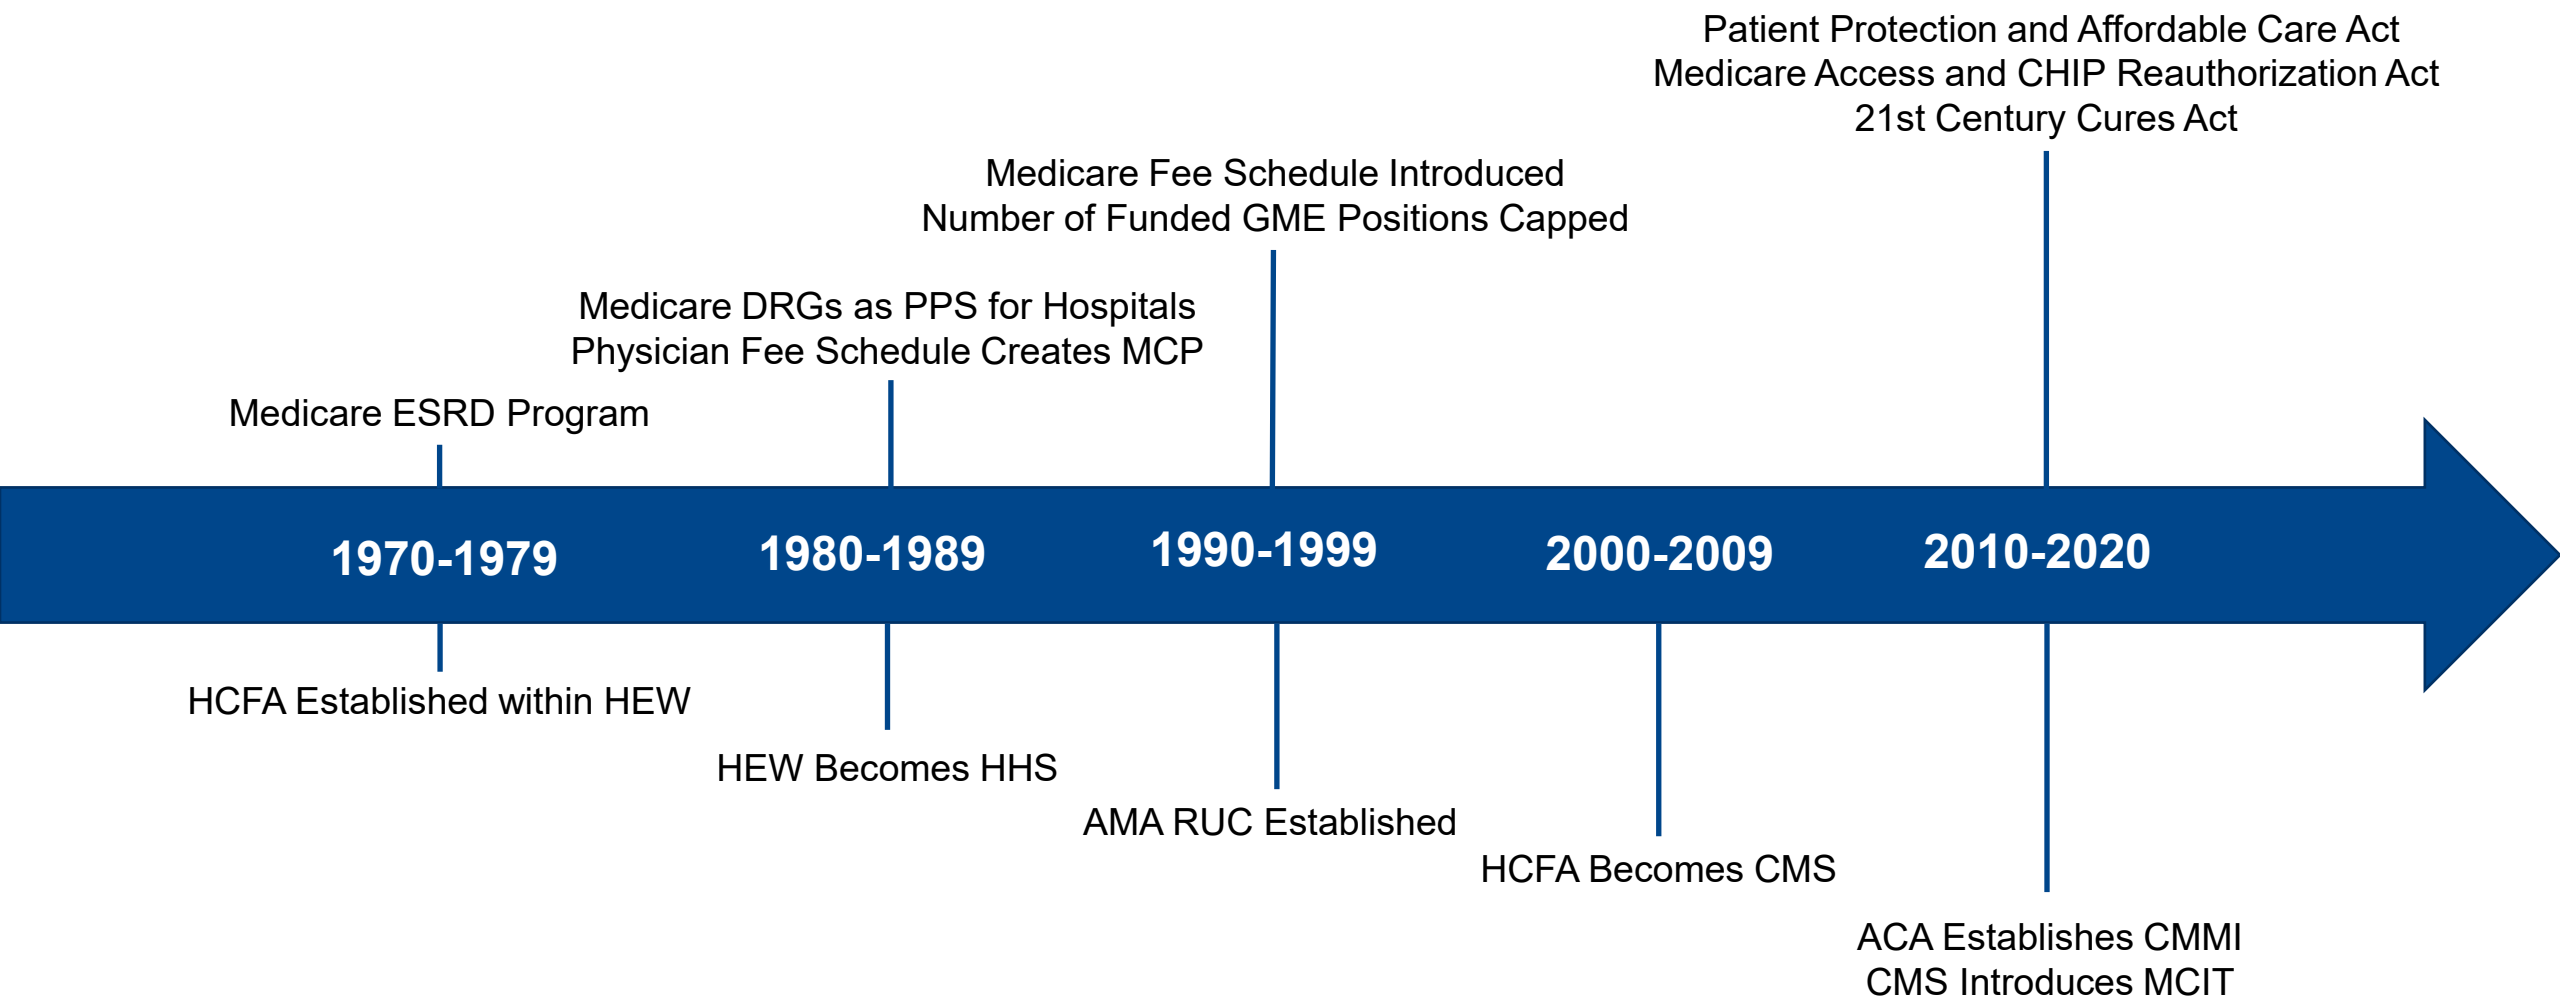 Patient Protection and Affordable Care Act
Medicare Access and CHIP Reauthorization Act
21st Century Cures Act
Medicare Fee Schedule Introduced
Number of Funded GME Positions Capped
Medicare DRGs as PPS for Hospitals
Physician Fee Schedule Creates MCP
Medicare ESRD Program
1970-1979
1980-1989
1990-1999
2000-2009
2010-2020
HCFA Established within HEW
HEW Becomes HHS
AMA RUC Established
HCFA Becomes CMS
ACA Establishes CMMI
CMS Introduces MCIT